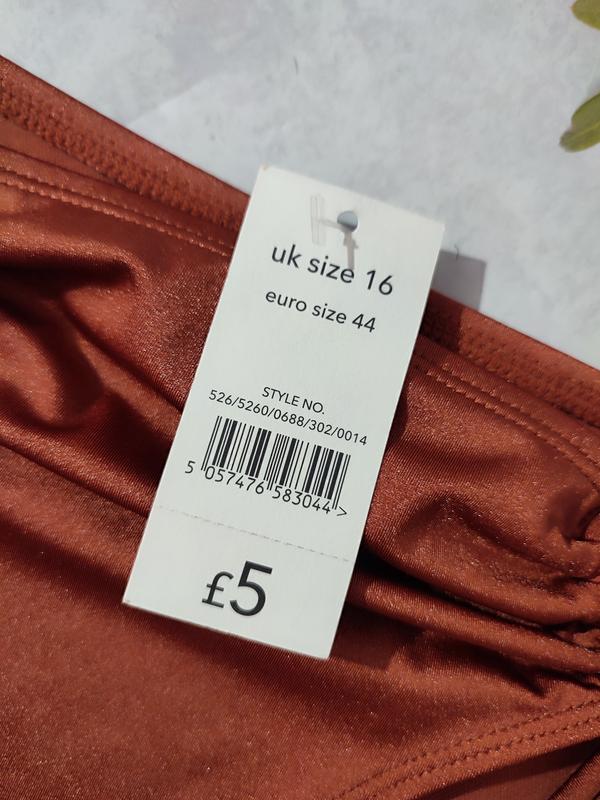 uk size 16
euro size 44
STYLE NO.
526/5260/0688/302/0014
5 057476 583044 >
£5